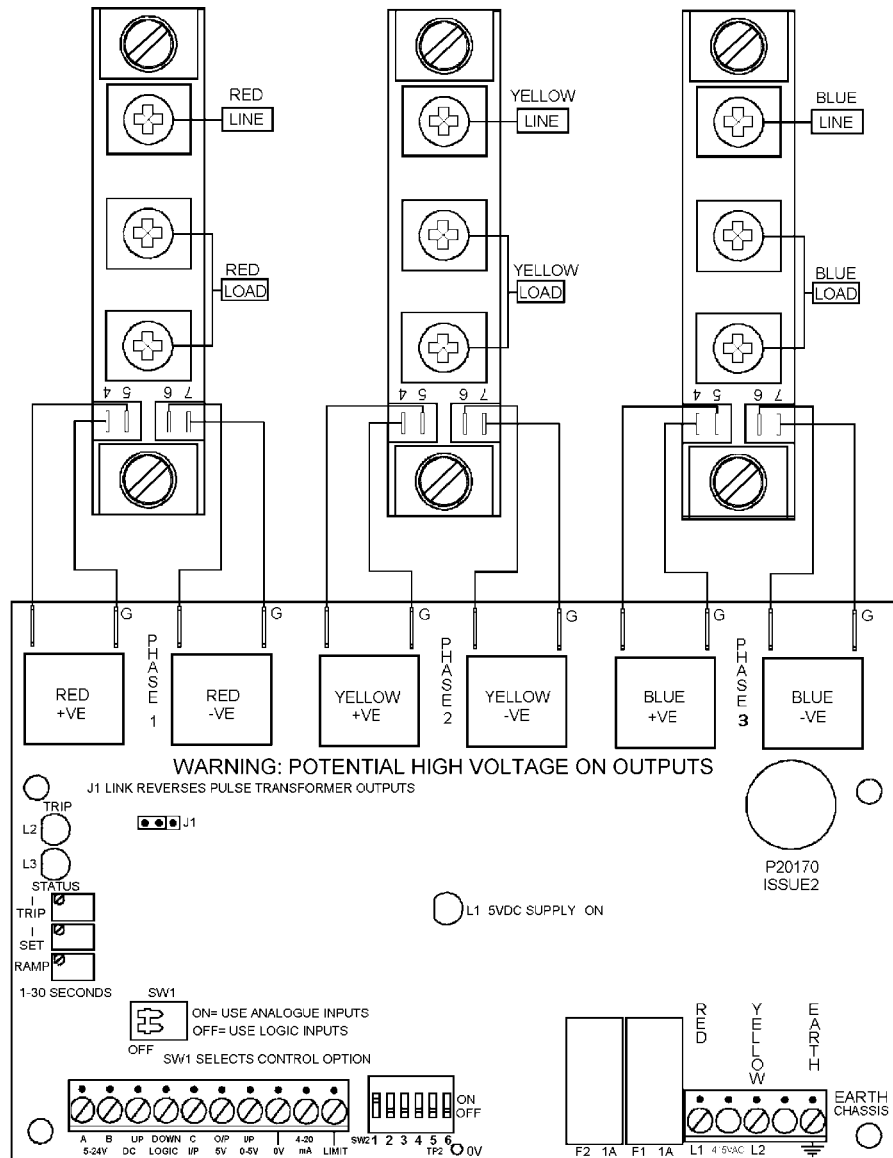 RED
LINE
YELLOW
LINE
BLUE
LINE
RED
LOAD
YELLOW
LOAD
BLUE
LOAD
4 5 6 7
4 5 6 7
4 5 6 7
G G G G G G
RED
+VE
PHASE 1
RED
-VE
YELLOW
+VE
PHASE 2
YELLOW
-VE
BLUE
+VE
PHASE 3
BLUE
-VE
WARNING: POTENTIAL HIGH VOLTAGE ON OUTPUTS
J1 LINK REVERSES PULSE TRANSFORMER OUTPUTS
TRIP
L2
J1
L3
STATUS
P20170
ISSUE2
I
TRIP
L1 5VDC SUPPLY ON
I
SET
RAMP
1-30 SECONDS
SW1
ON= USE ANALOGUE INPUTS
OFF= USE LOGIC INPUTS
OFF
SW1 SELECTS CONTROL OPTION
RED
YELLOW
EARTH
ON
OFF
EARTH
CHASSIS
A B UP DOWN C O/P I/P 4-20
5-24V DC LOGIC I/P 5V 0-5V 0V mA LIMIT
SW2 1 2 3 4 5 6
TP2 0V
F2 1A F1 1A
L1 415VAC L2